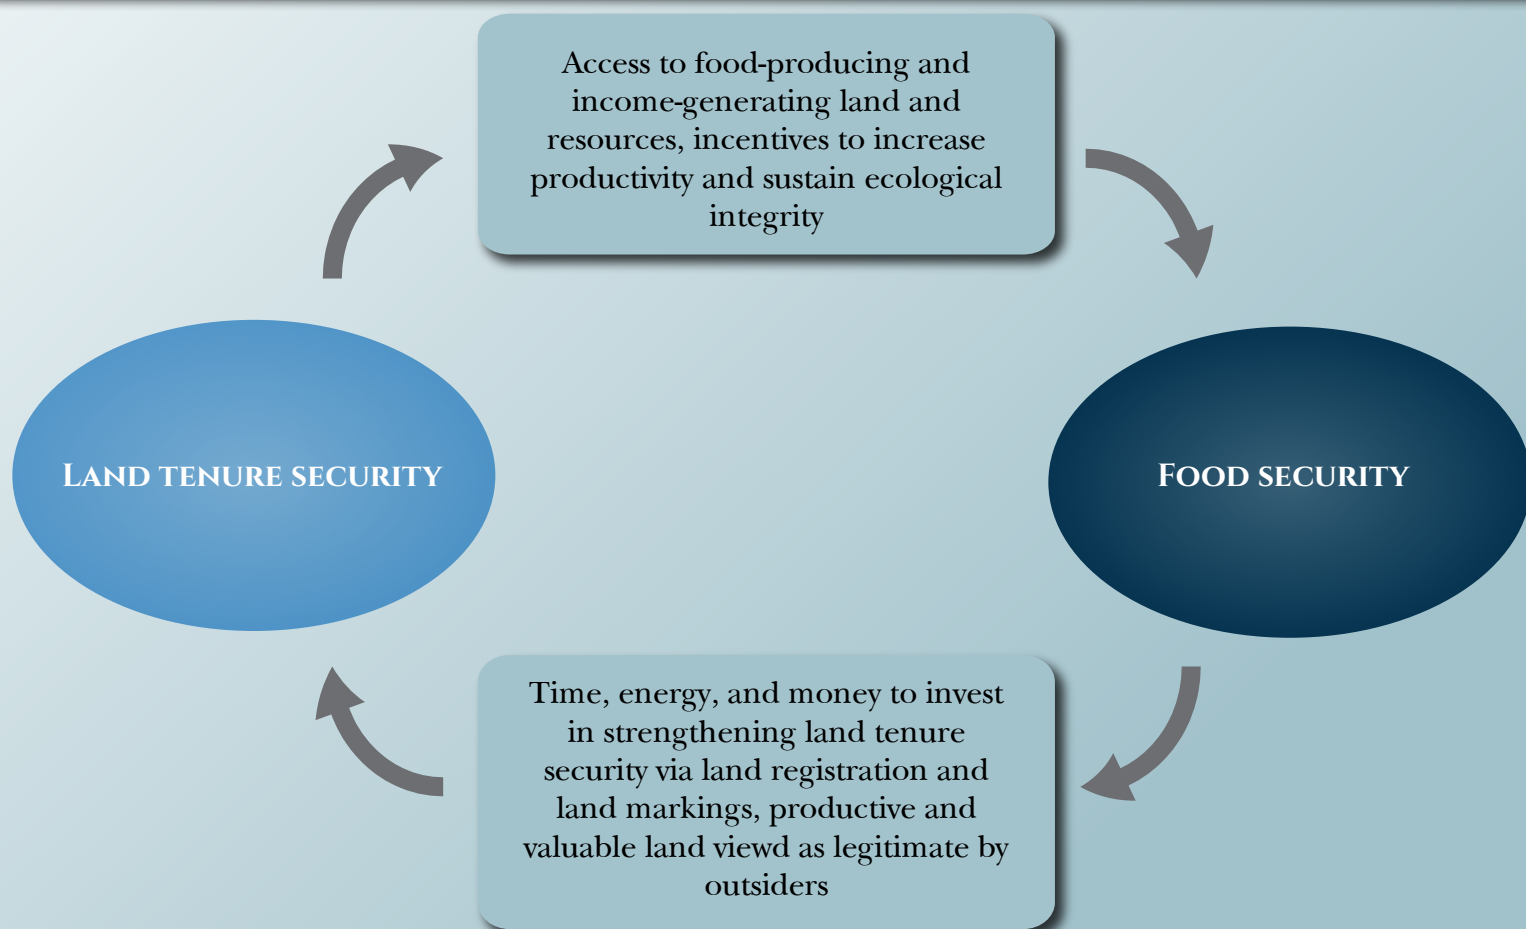 Access to food-producing and
income-generating land and
resources, incentives to increase
productivity and sustain ecological
integrity
LAND TENURE SECURITY
FOOD SECURITY
Time, energy, and money to invest
in strengthening land tenure
security via land registration and
land markings, productive and
valuable land viewd as legitimate by
outsiders